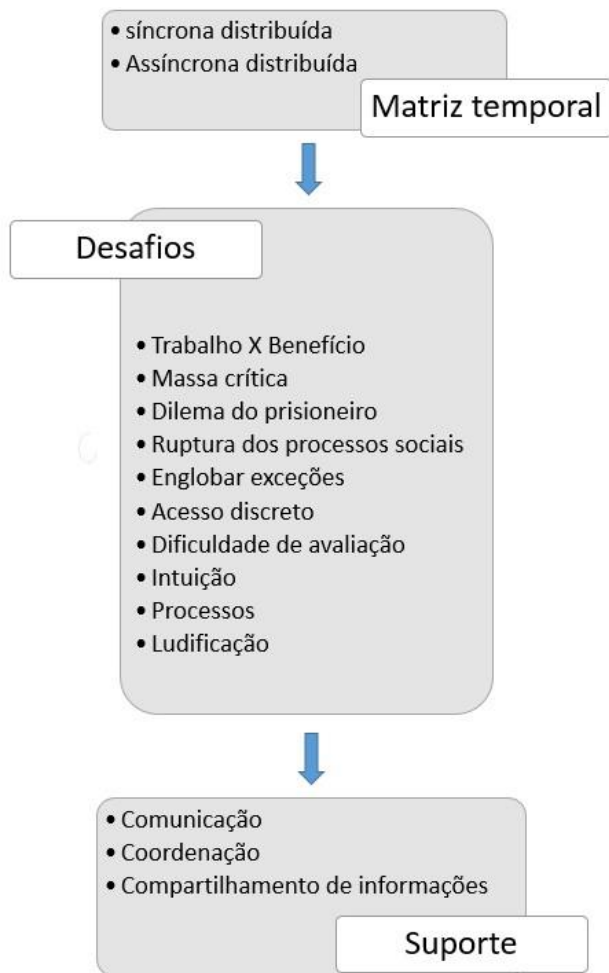 • síncrona distribuída
• Assíncrona distribuída
Matriz temporal
Desafios
• Trabalho X Benefício
• Massa crítica
• Dilema do prisioneiro
• Ruptura dos processos sociais
• Englobar exceções
• Acesso discreto
• Dificuldade de avaliação
• Intuição
• Processos
• Ludificação
• Comunicação
• Coordenação
• Compartilhamento de informações
Suporte